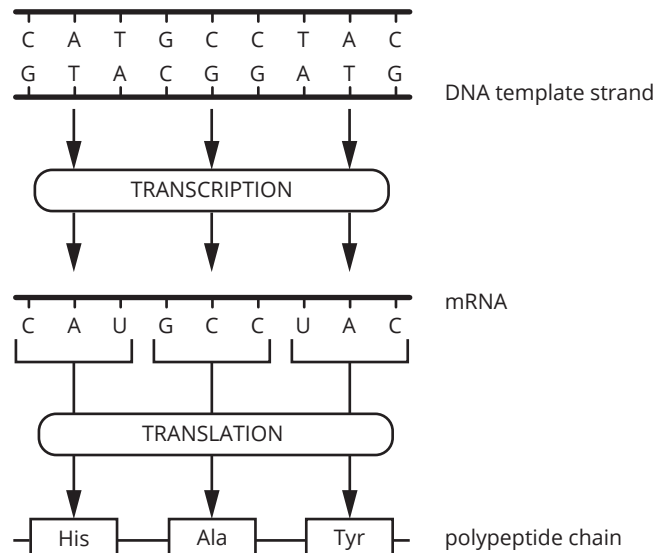 C A T G C C T A C
G T A C G G A T G
DNA template strand
TRANSCRIPTION
mRNA
C A U G C C U A C
TRANSLATION
His Ala Tyr polypeptide chain